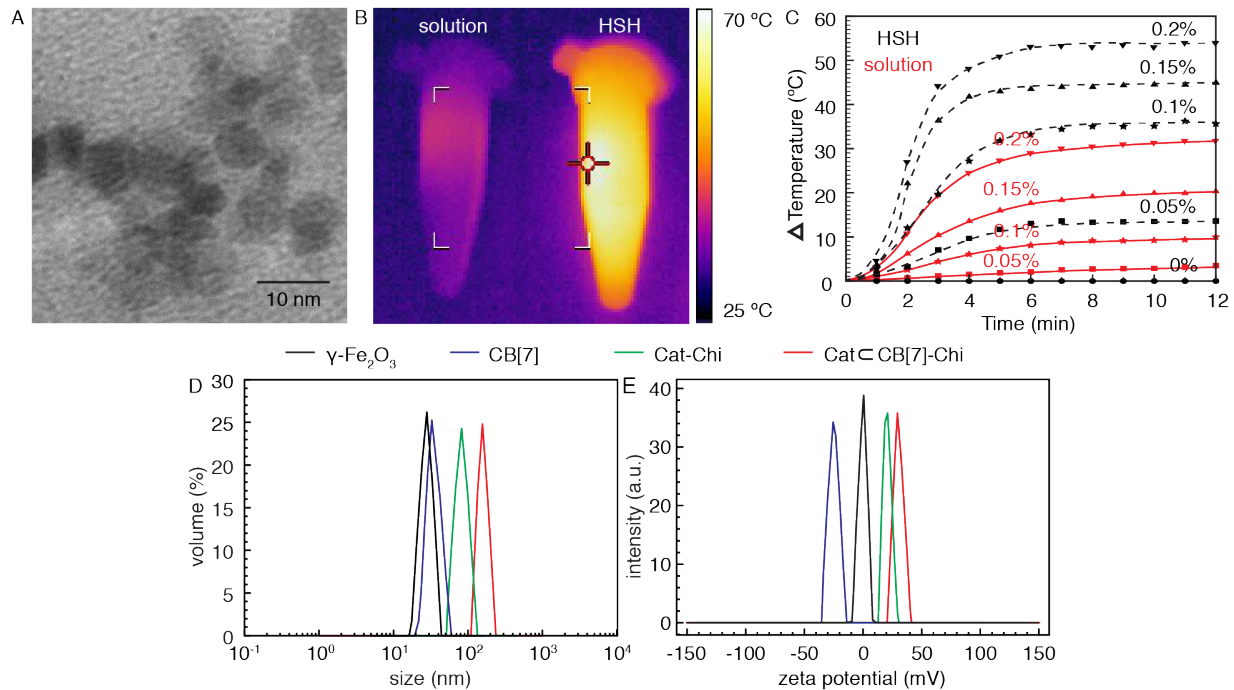 A
10 nm
B
solution
HSH
70 ºC
25 ºC
C
HSH
solution
0.2%
0.15%
0.1%
0.2%
0.15%
0.05%
0.1%
0.05%
0%
60
50
40
30
20
10
0
Δ Temperature (ºC)
0 2 4 6 8 10 12
Time (min)
γ-Fe₂O₃ CB[7] Cat-Chi Cat⊂CB[7]-Chi
D
30
25
20
15
10
5
0
volume (%)
10⁻¹ 10⁰ 10¹ 10² 10³ 10⁴
size (nm)
E
40
30
20
10
0
intensity (a.u.)
-150 -100 -50 0 50 100 150
zeta potential (mV)